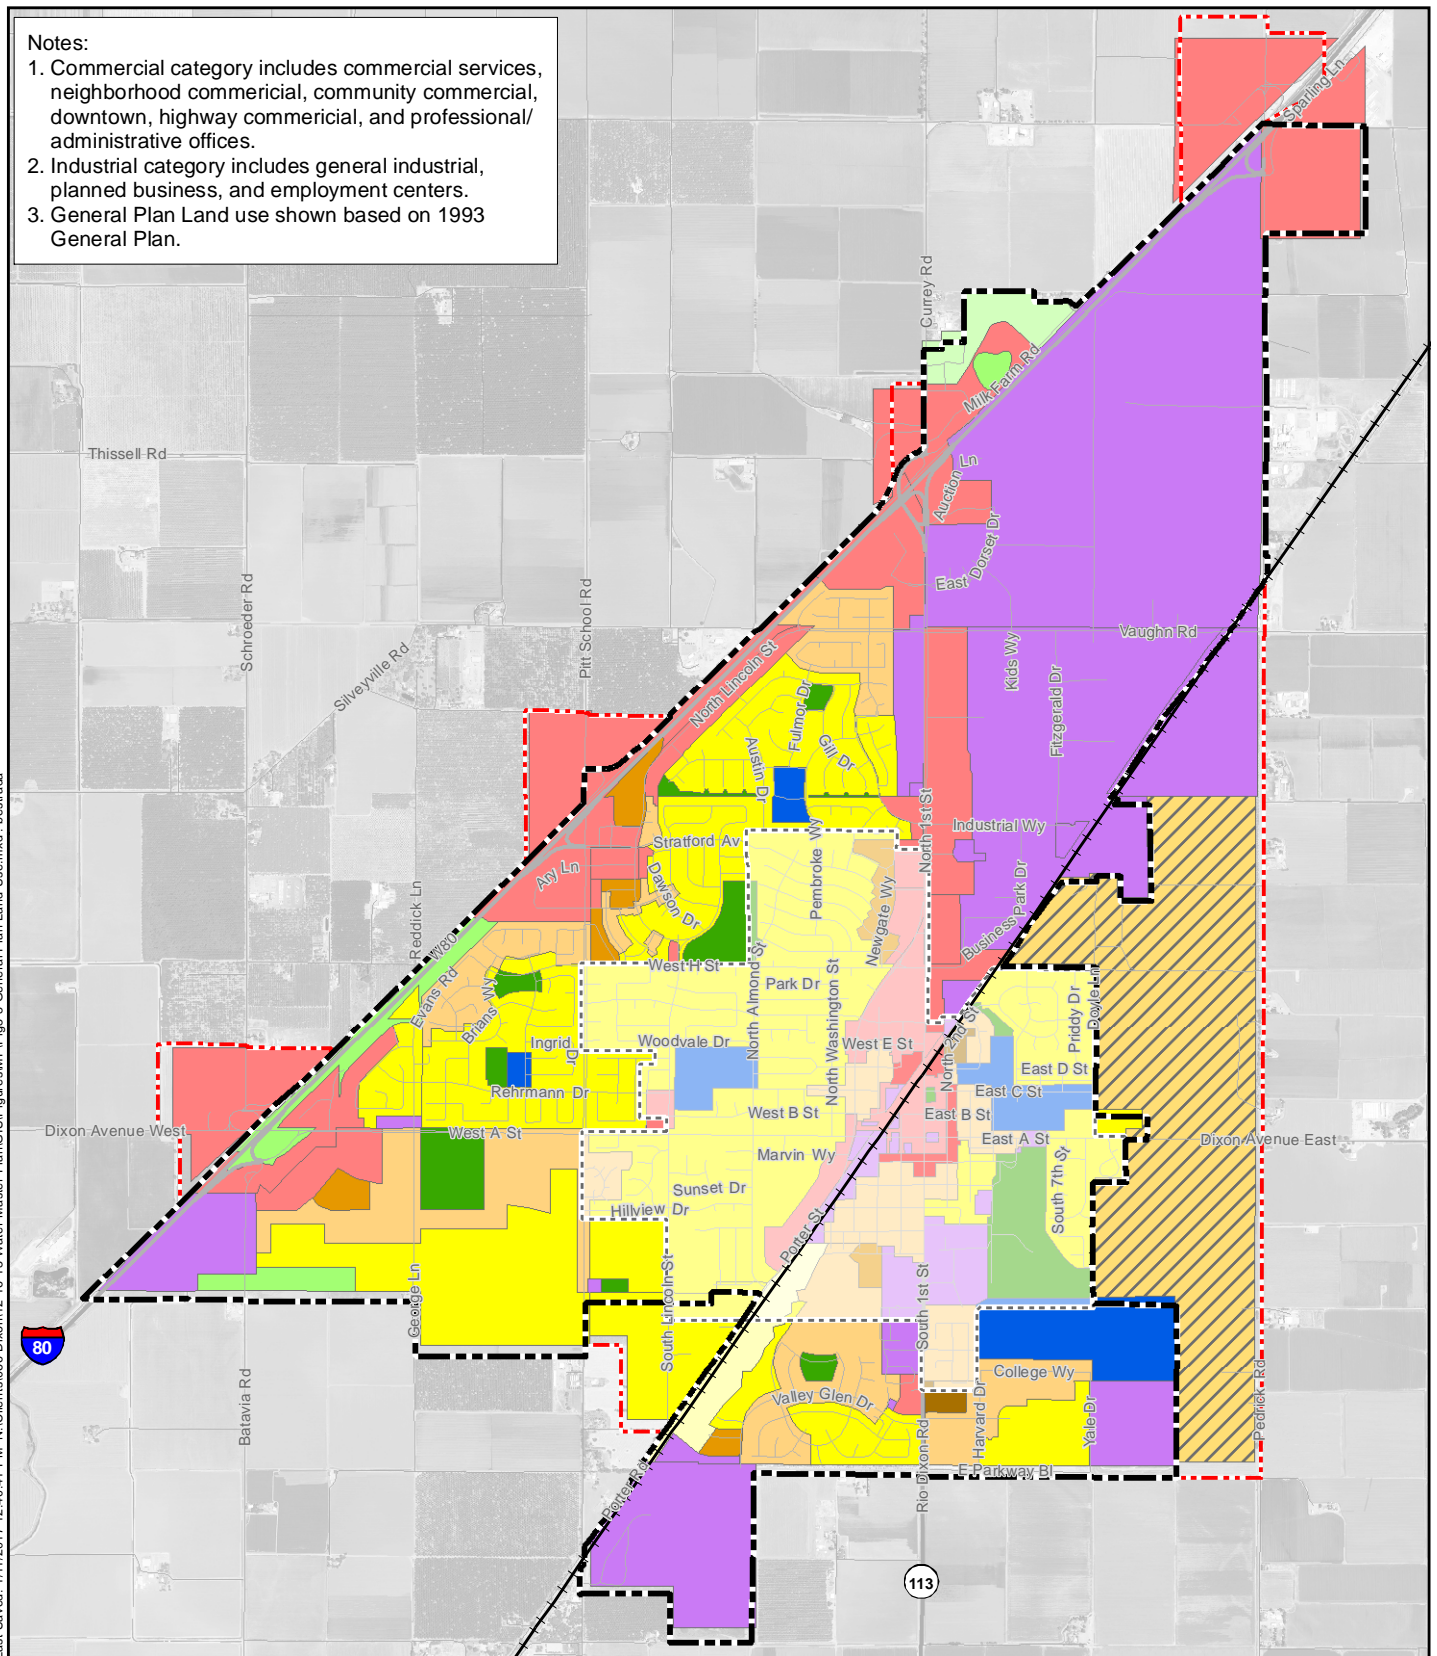 Notes:
1. Commercial category includes commercial services,
neighborhood commericial, community commercial,
downtown, highway commericial, and professional/
administrative offices.
2. Industrial category includes general industrial,
planned business, and employment centers.
3. General Plan Land use shown based on 1993
General Plan.
Sparling Ln
Currey Rd
Milk Farm Rd
Thissell Rd
Auction Ln
East Dorset Dr
Schroeder Rd
Pitt School Rd
Silveyville Rd
North Lincoln St
Vaughn Rd
Kids Wy
Fitzgerald Dr
Fulmor Dr
Gill Dr
Austin Dr
North 1st St
Industrial Wy
Stratford Av
Pembroke Wy
Ary Ln
Dawson Dr
Newgate Wy
Business Park Dr
Reddick Ln
W80
Evans Rd
Brians Wy
West H St
North Almond St
Park Dr
North Washington St
Priddy Dr
Doyle Ln
Ingrid Dr
Woodvale Dr
West E St
North 2nd St
East D St
Rehrmann Dr
East C St
Dixon Avenue West
West A St
West B St
East B St
East A St
Dixon Avenue East
Marvin Wy
South 7th St
Sunset Dr
Hillview Dr
Porter St
George Ln
South Lincoln St
South 1st St
80
Batavia Rd
Valley Glen Dr
College Wy
Harvard Dr
Yale Dr
Pedrick Rd
Rio Dixon Rd
E Parkway Bl
Porter Rd
113